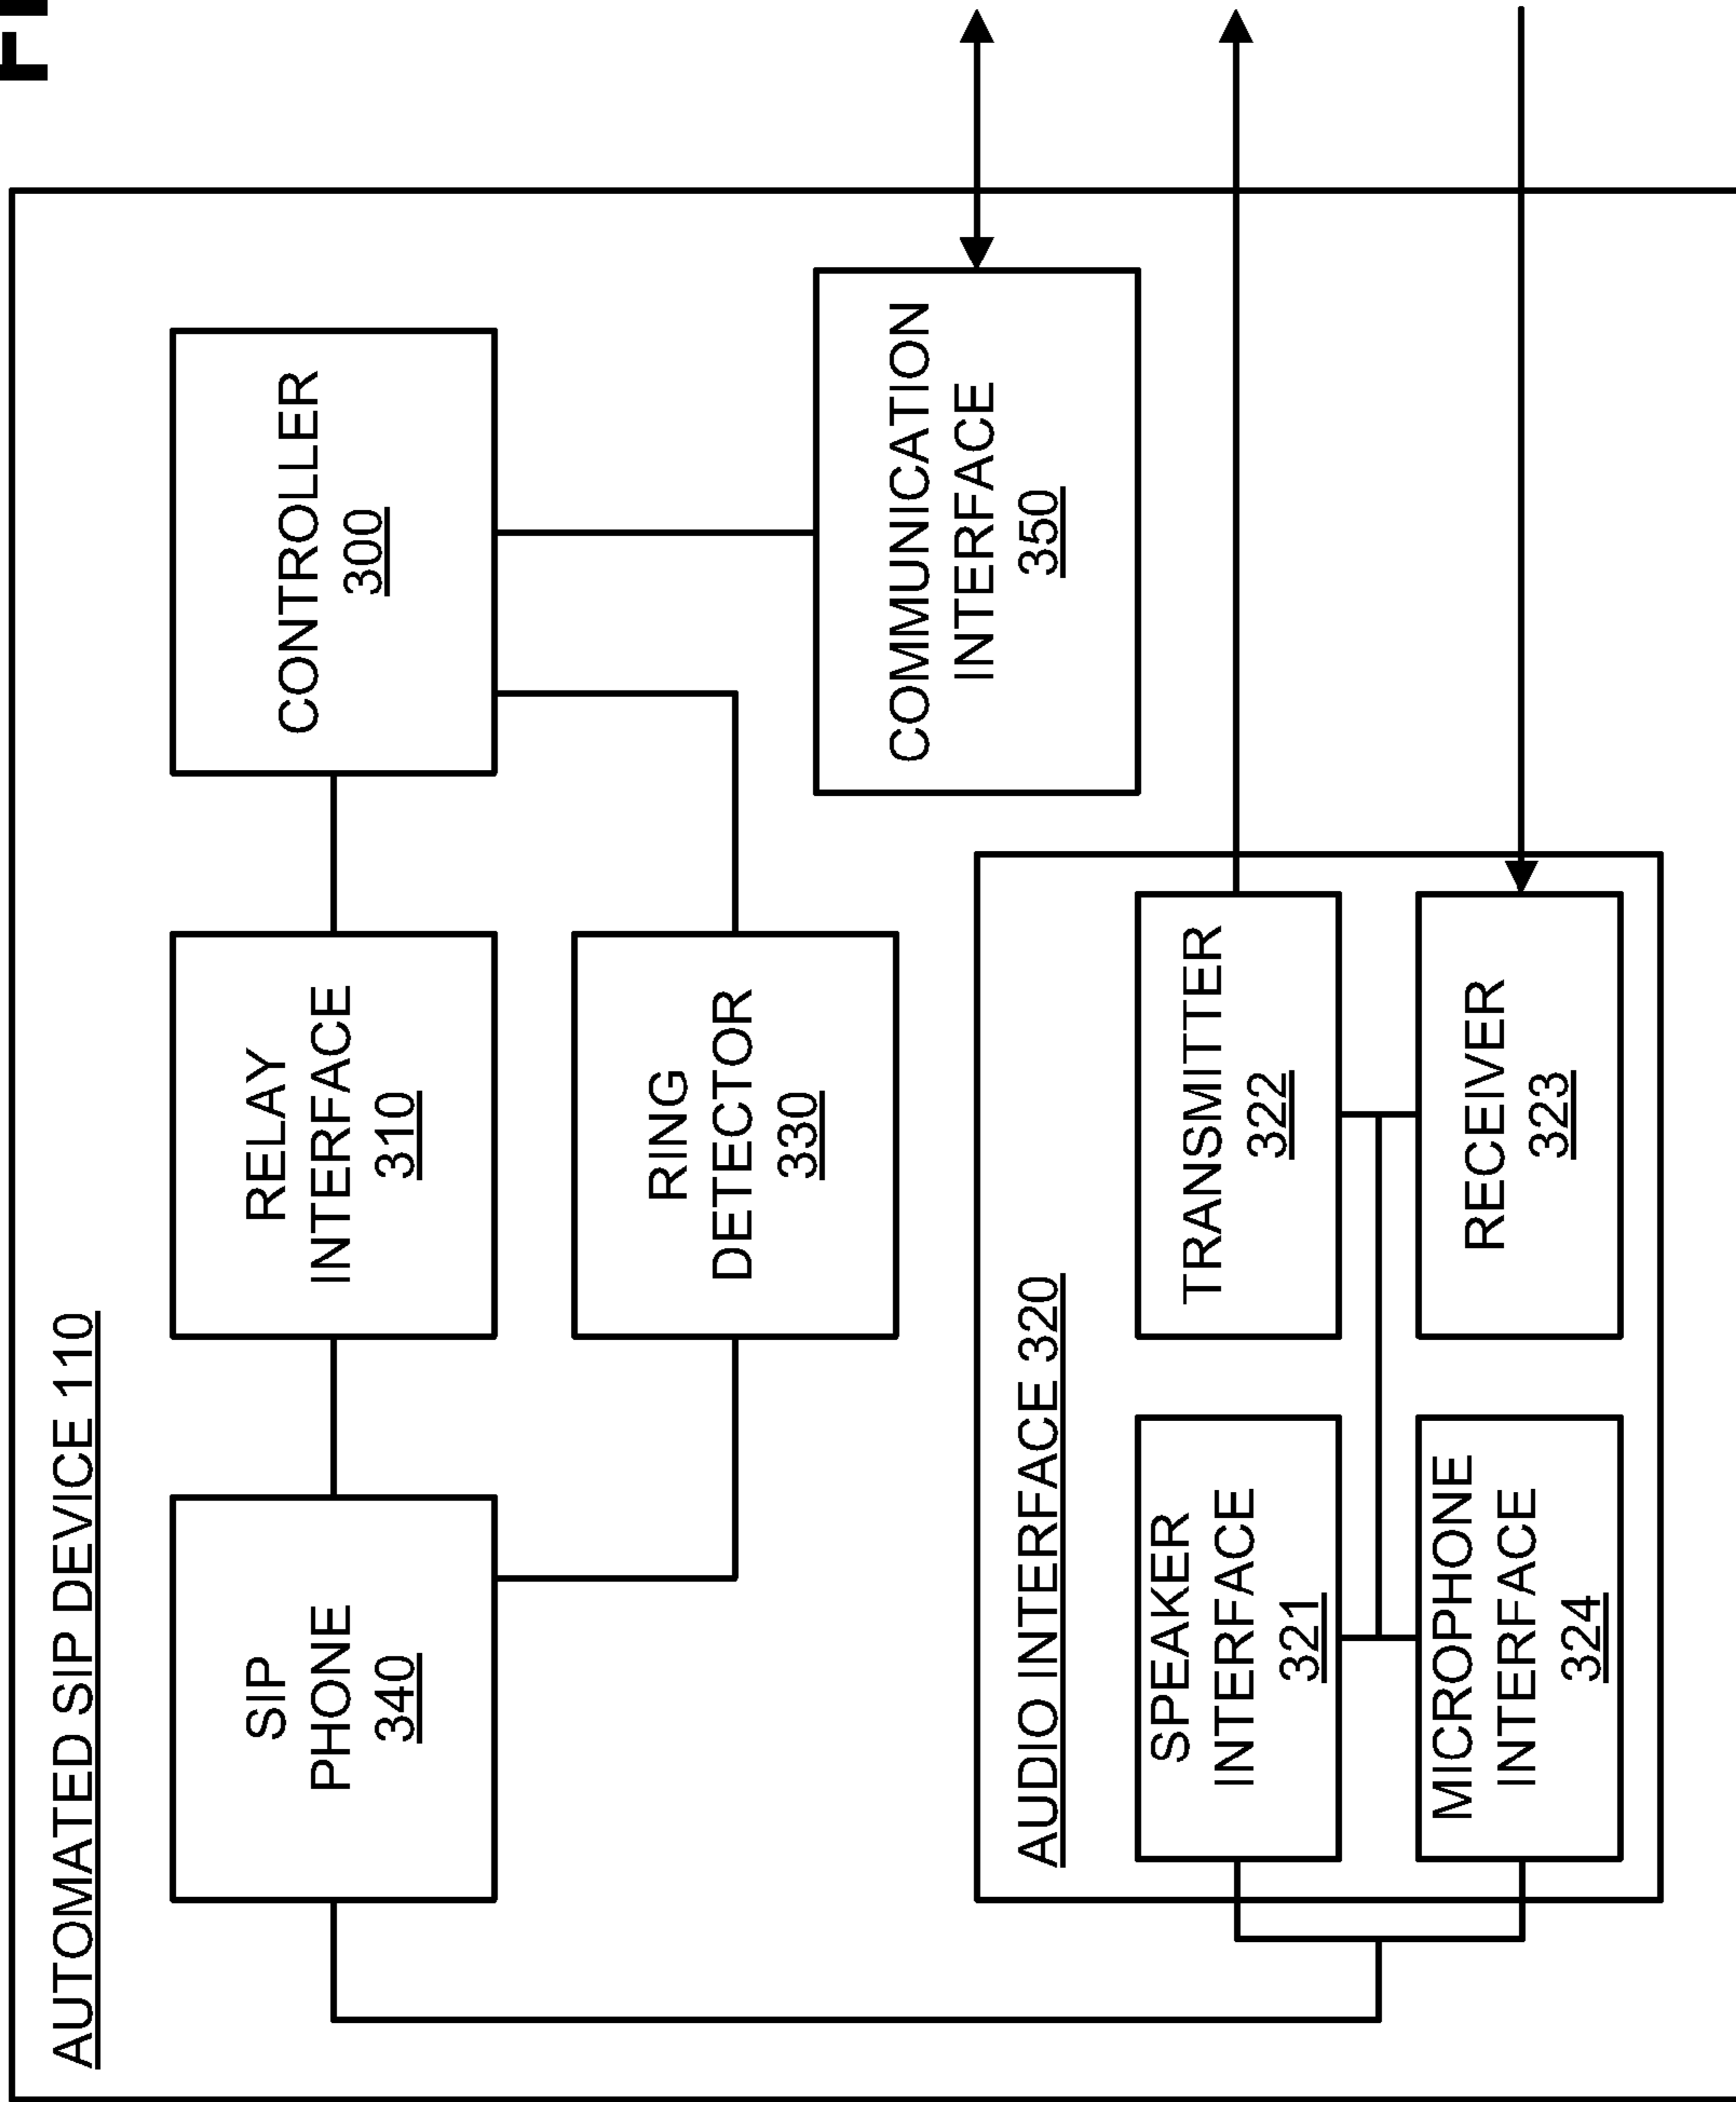 AUTOMATED SIP DEVICE 110
SIP
PHONE
340
RELAY
INTERFACE
310
CONTROLLER
300
RING
DETECTOR
330
COMMUNICATION
INTERFACE
350
AUDIO INTERFACE 320
SPEAKER
INTERFACE
321
TRANSMITTER
322
MICROPHONE
INTERFACE
324
RECEIVER
323